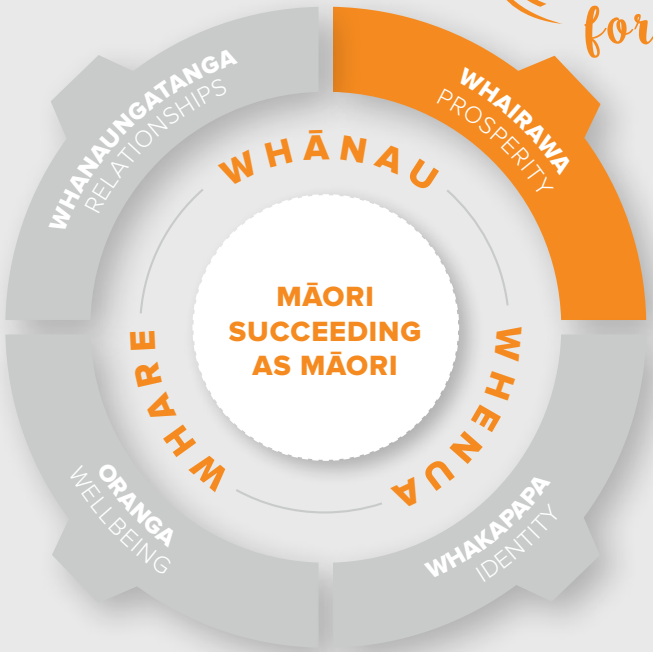 for
WHANAUNGATANGA
RELATIONSHIPS
WHAIRAWA
PROSPERITY
WHĀNAU
MĀORI
SUCCEEDING
AS MĀORI
WHARE
WHENUA
ORANGA
WELLBEING
WHAKAPAPA
IDENTITY